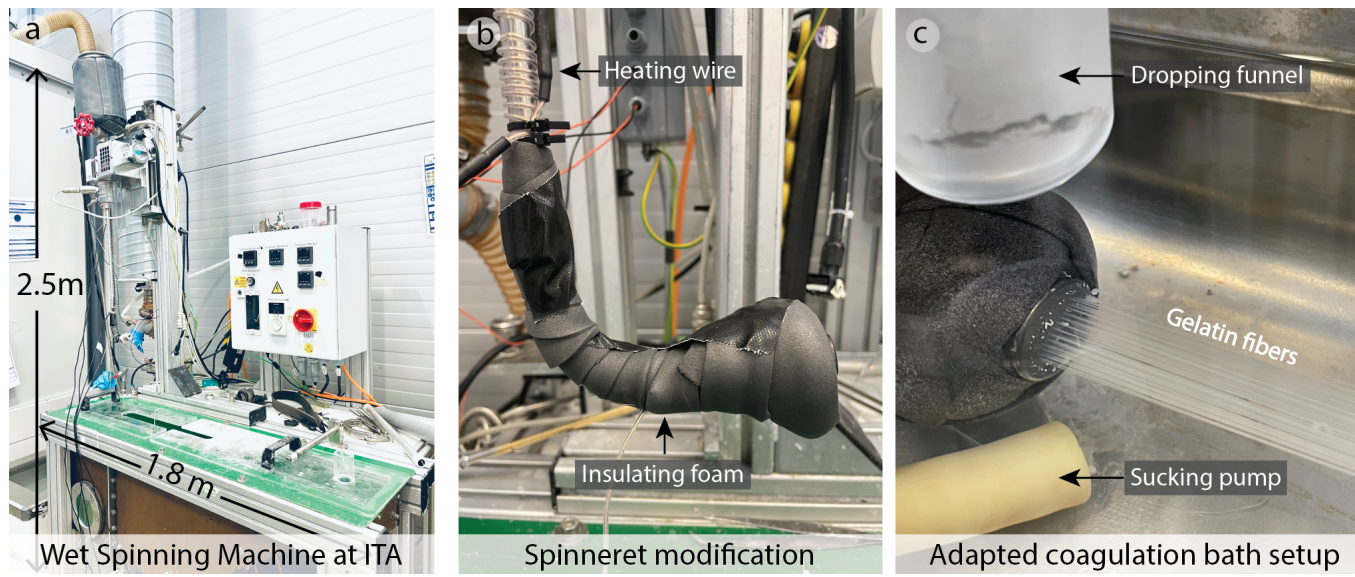 a
2.5m
1.8 m
Wet Spinning Machine at ITA
b
Heating wire
Insulating foam
Spinneret modification
c
Dropping funnel
Gelatin fibers
Sucking pump
Adapted coagulation bath setup